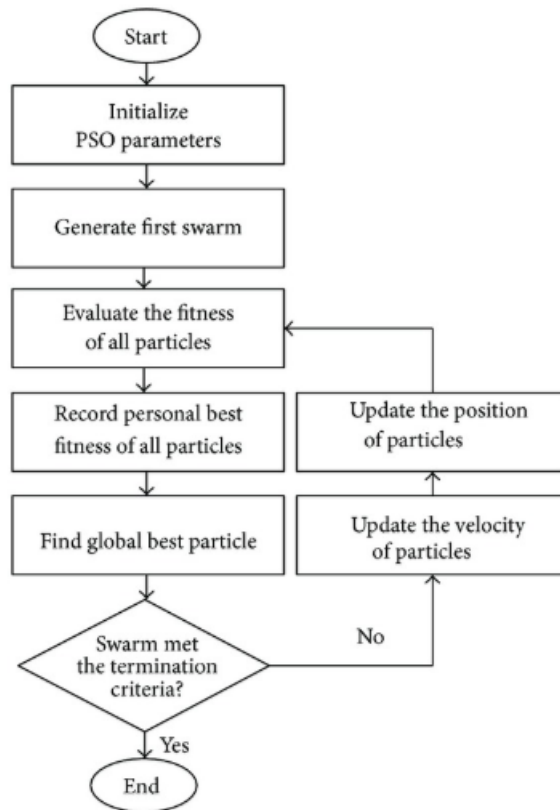 Start
Initialize
PSO parameters
Generate first swarm
Evaluate the fitness
of all particles
Record personal best
fitness of all particles
Find global best particle
Swarm met
the termination
criteria?
Yes
End
No
Update the velocity
of particles
Update the position
of particles